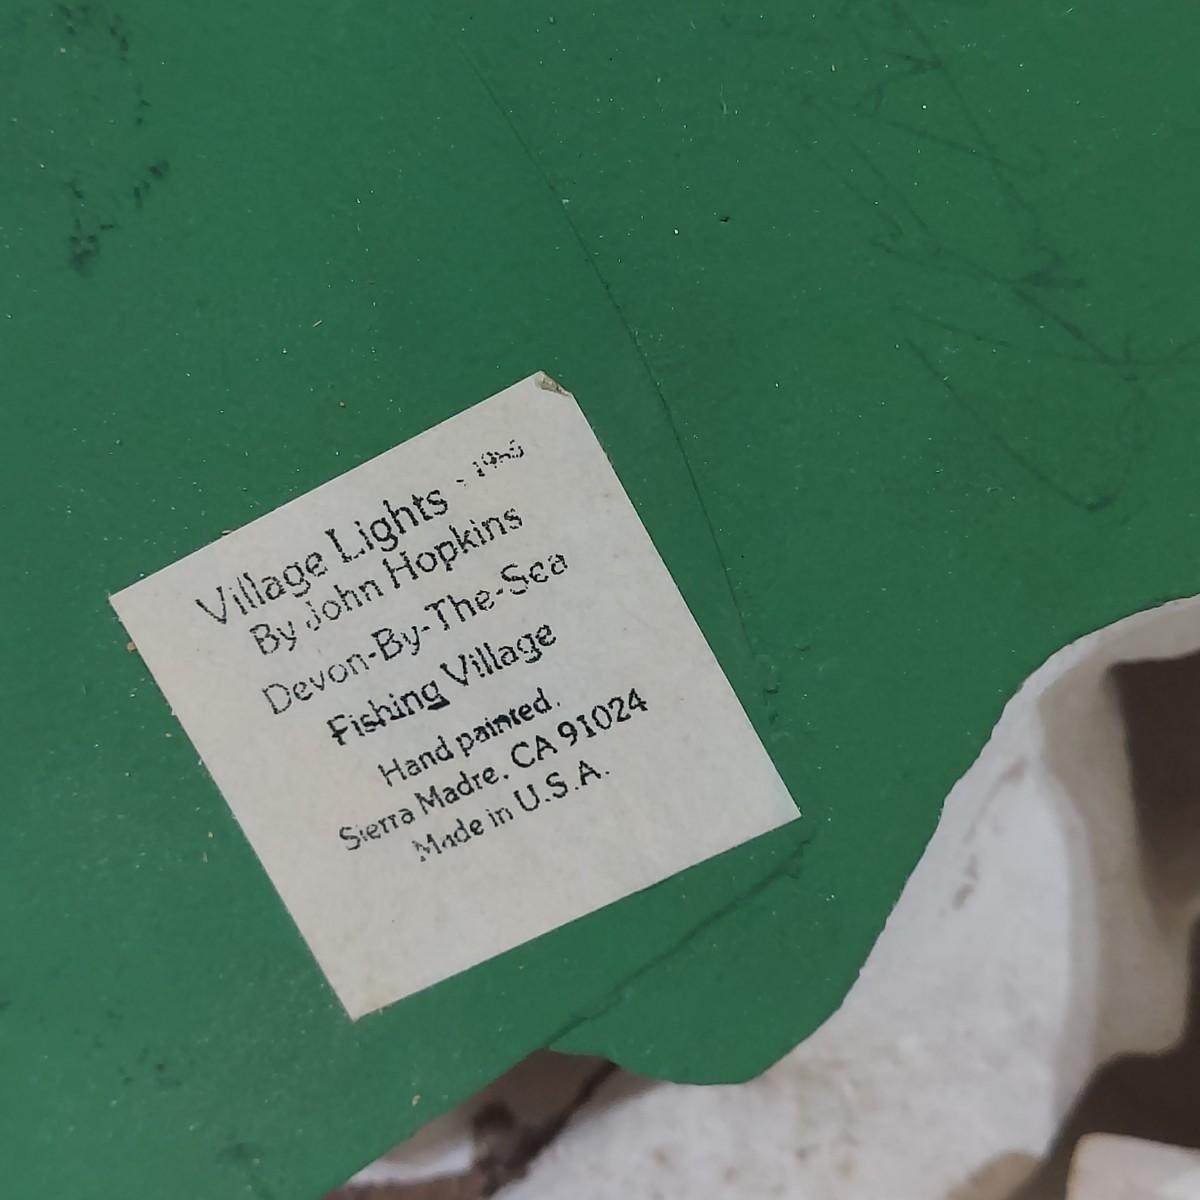 Village Lights -
By John Hopkins
Devon-By-The-Sea
Fishing Village
Hand painted.
Sierra Madre. CA 91024
Made in U.S.A.